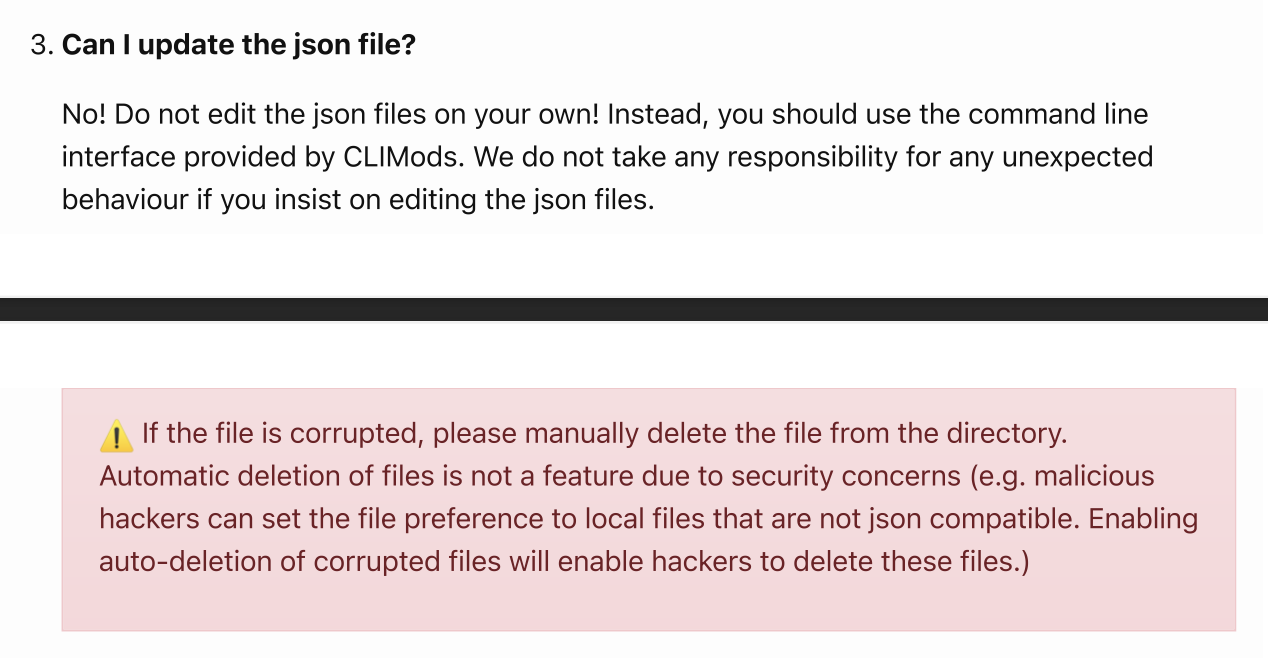 3. Can I update the json file?
No! Do not edit the json files on your own! Instead, you should use the command line
interface provided by CLIMods. We do not take any responsibility for any unexpected
behaviour if you insist on editing the json files.
⚠️ If the file is corrupted, please manually delete the file from the directory.
Automatic deletion of files is not a feature due to security concerns (e.g. malicious
hackers can set the file preference to local files that are not json compatible. Enabling
auto-deletion of corrupted files will enable hackers to delete these files.)